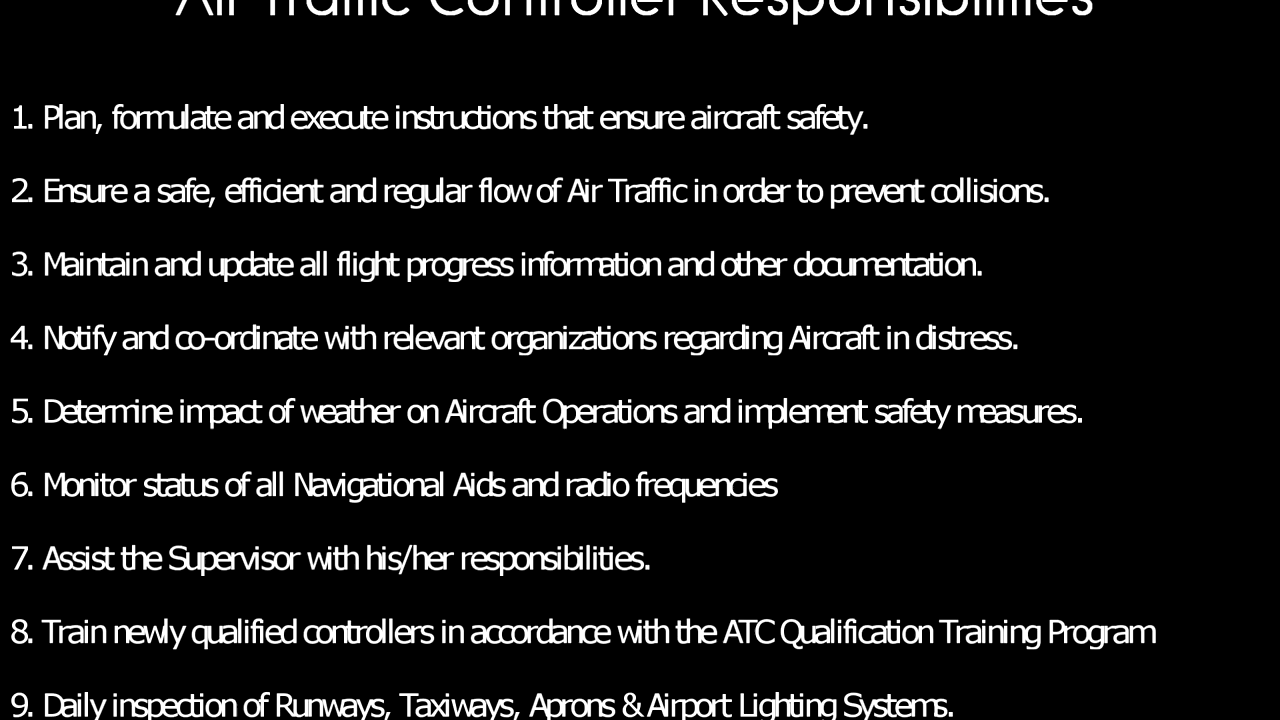 Air Traffic Controller Responsibilities
1. Plan, formulate and execute instructions that ensure aircraft safety.
2. Ensure a safe, efficient and regular flow of Air Traffic in order to prevent collisions.
3. Maintain and update all flight progress information and other documentation.
4. Notify and co-ordinate with relevant organizations regarding Aircraft in distress.
5. Determine impact of weather on Aircraft Operations and implement safety measures.
6. Monitor status of all Navigational Aids and radio frequencies
7. Assist the Supervisor with his/her responsibilities.
8. Train newly qualified controllers in accordance with the ATC Qualification Training Program
9. Daily inspection of Runways, Taxiways, Aprons & Airport Lighting Systems.